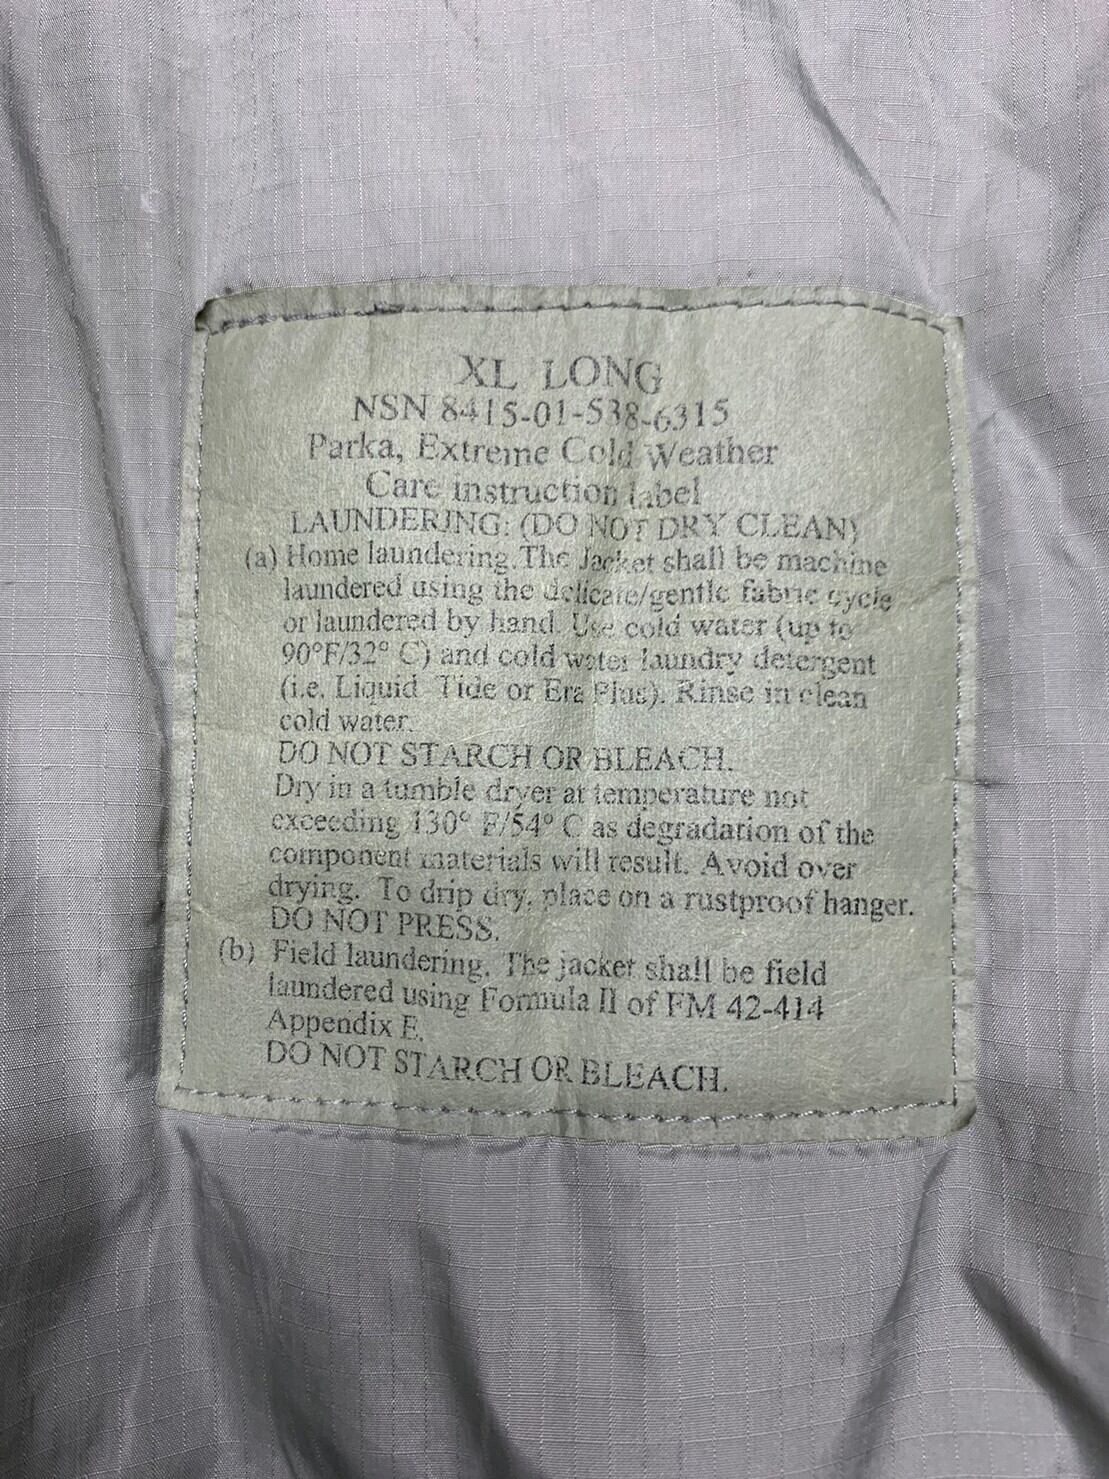 XL LONG
NSN 8415-01-538-6315
Parka, Extreme Cold Weather
Care instruction label
LAUNDERING: (DO NOT DRY CLEAN)
(a) Home laundering. The Jacket shall be machine
laundered using the delicate/gentle fabric cycle
or laundered by hand. Use cold water (up to
90°F/32° C) and cold water laundry detergent
(i.e. Liquid Tide or Era Plus). Rinse in clean
cold water.
DO NOT STARCH OR BLEACH.
Dry in a tumble dryer at temperature not
exceeding 130° F/54° C as degradation of the
component materials will result. Avoid over
drying. To drip dry, place on a rustproof hanger.
DO NOT PRESS.
(b) Field laundering. The jacket shall be field
laundered using Formula II of FM 42-414
Appendix E.
DO NOT STARCH OR BLEACH.